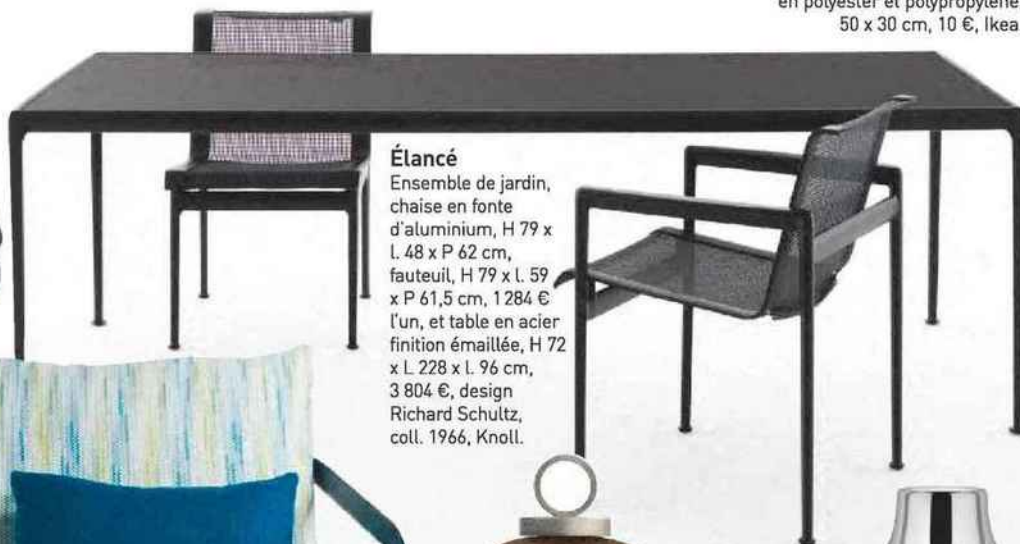 en polyester et polypropylène
50 x 30 cm, 10 €, Ikea
Élancé
Ensemble de jardin,
chaise en fonte
d'aluminium, H 79 x
l. 48 x P 62 cm,
fauteuil, H 79 x l. 59
x P 61,5 cm, 1 284 €
l'un, et table en acier
finition émaillée, H 72
x L 228 x l. 96 cm,
3 804 €, design
Richard Schultz,
coll. 1966, Knoll.